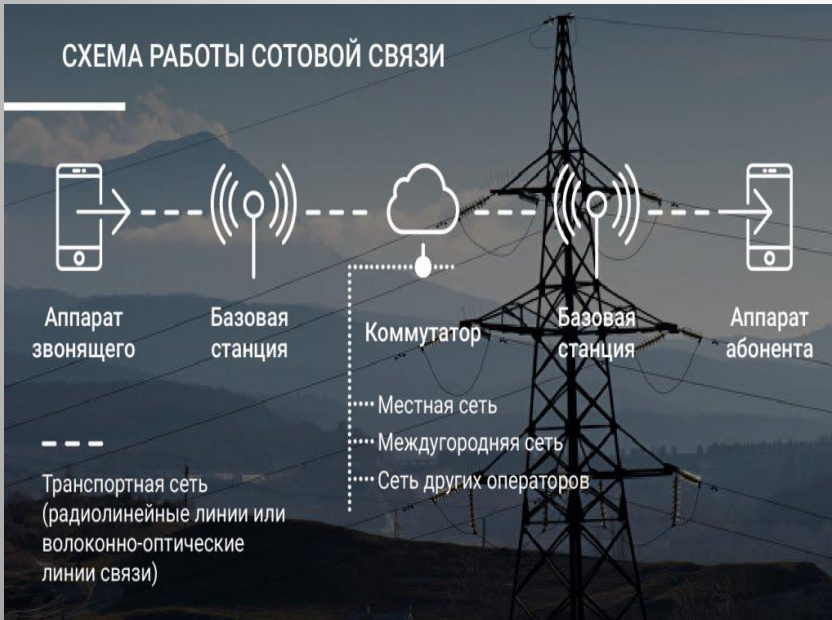 СХЕМА РАБОТЫ СОТОВОЙ СВЯЗИ
Аппарат
звонящего
Базовая
станция
Коммутатор
Базовая
станция
Аппарат
абонента
Местная сеть
Междугородняя сеть
Сеть других операторов
Транспортная сеть
(радиолинейные линии или
волоконно-оптические
линии связи)